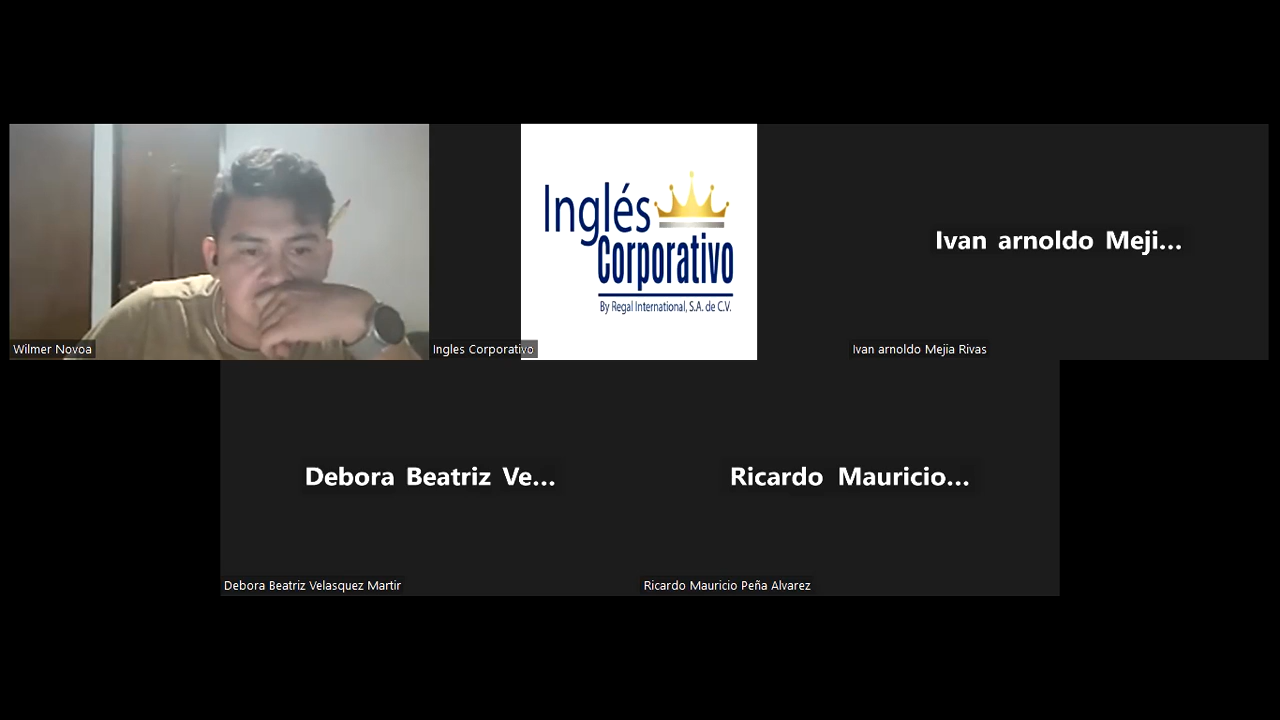 Inglés
Corporativo
By Regal International, S.A. de C.V.
Ivan arnoldo Meji...
Wilmer Novoa
Ingles Corporativo
Ivan arnoldo Mejia Rivas
Debora Beatriz Ve...
Ricardo Mauricio...
Debora Beatriz Velasquez Martir
Ricardo Mauricio Peña Alvarez